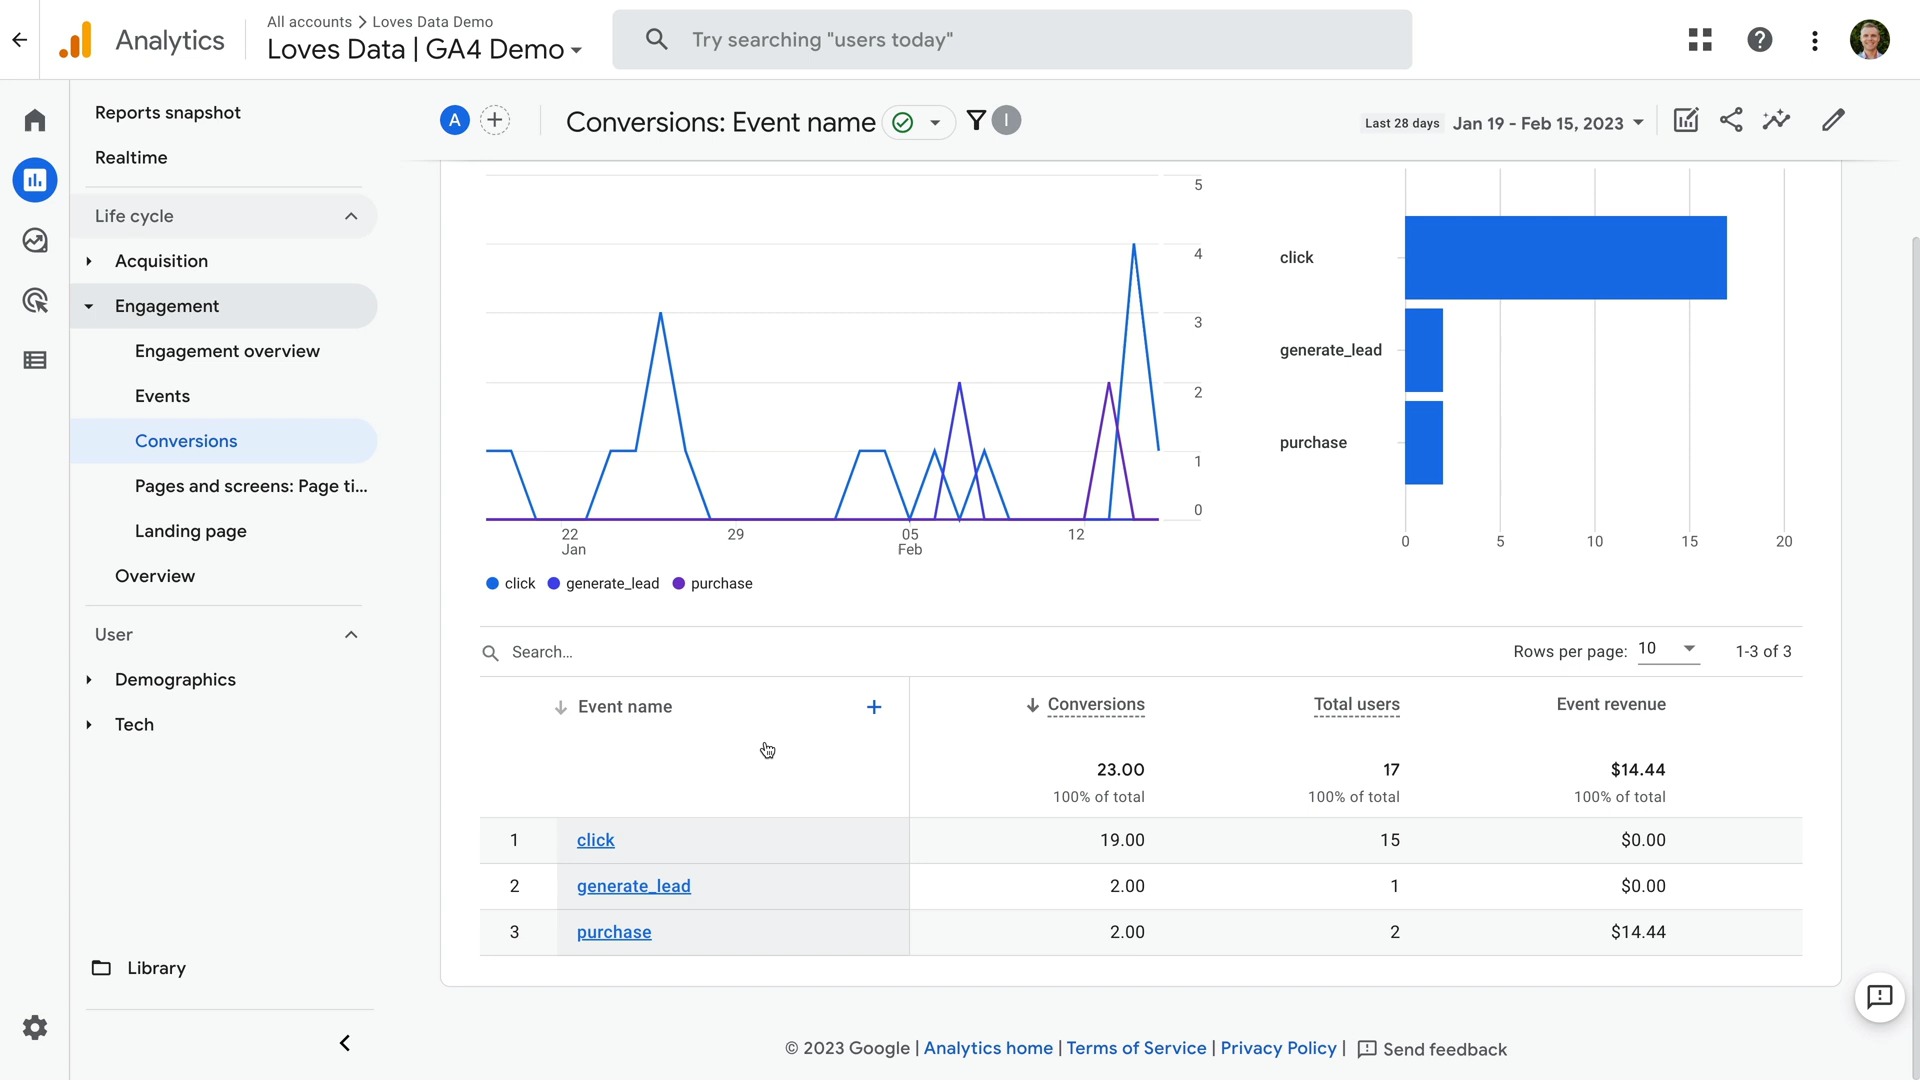 Analytics
All accounts > Loves Data Demo
Loves Data | GA4 Demo
Try searching "users today"
Reports snapshot
Realtime
Life cycle
Acquisition
Engagement
Engagement overview
Events
Conversions
Pages and screens: Page ti...
Landing page
Overview
User
Demographics
Tech
Library
A
Conversions: Event name
I
Last 28 days Jan 19 - Feb 15, 2023
5
4
3
2
1
0
22
Jan
29
05
Feb
12
click generate_lead purchase
click
generate_lead
purchase
0 5 10 15 20
Search...
Rows per page: 10 1-3 of 3
Event name + Conversions Total users Event revenue
23.00 17 $14.44
100% of total 100% of total 100% of total
1 click 19.00 15 $0.00
2 generate_lead 2.00 1 $0.00
3 purchase 2.00 2 $14.44
© 2023 Google | Analytics home | Terms of Service | Privacy Policy | Send feedback